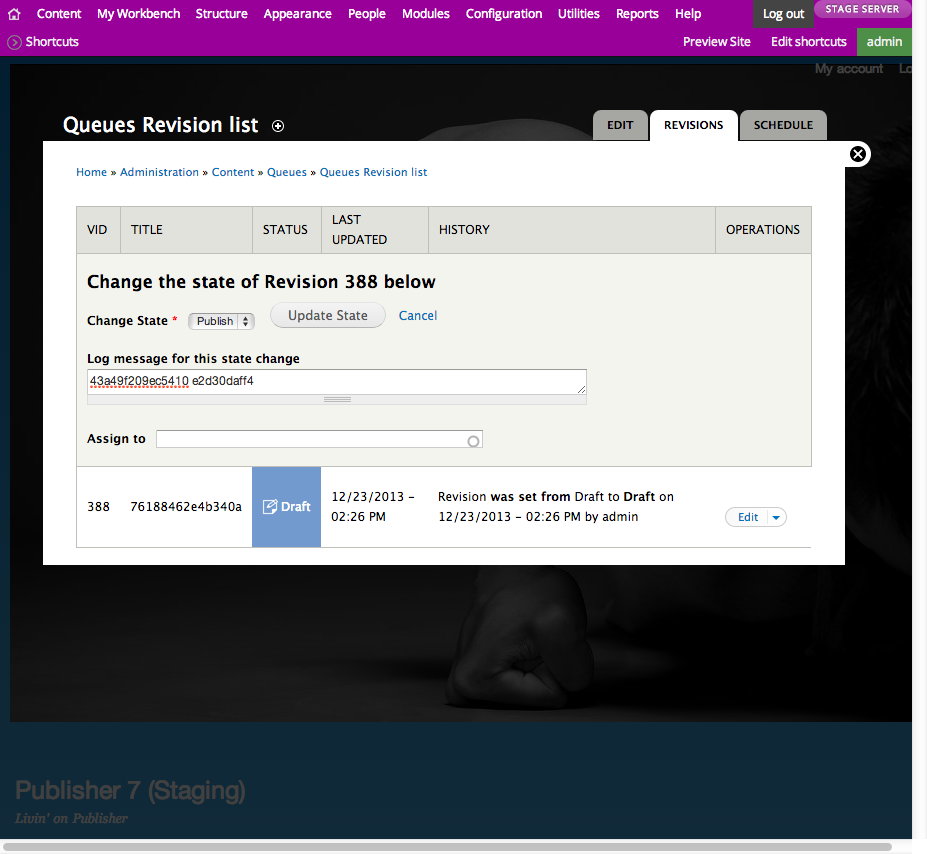 Content My Workbench Structure Appearance People Modules Configuration Utilities Reports Help Log out STAGE SERVER
Shortcuts Preview Site Edit shortcuts admin
My account
Queues Revision list EDIT REVISIONS SCHEDULE
Home » Administration » Content » Queues » Queues Revision list
VID TITLE STATUS LAST UPDATED HISTORY OPERATIONS
Change the state of Revision 388 below
Change State * Publish Update State Cancel
Log message for this state change
43a49f209ec5410 e2d30daff4
Assign to
388 76188462e4b340a Draft 12/23/2013 – 02:26 PM Revision was set from Draft to Draft on
12/23/2013 – 02:26 PM by admin Edit
Publisher 7 (Staging)
Livin' on Publisher